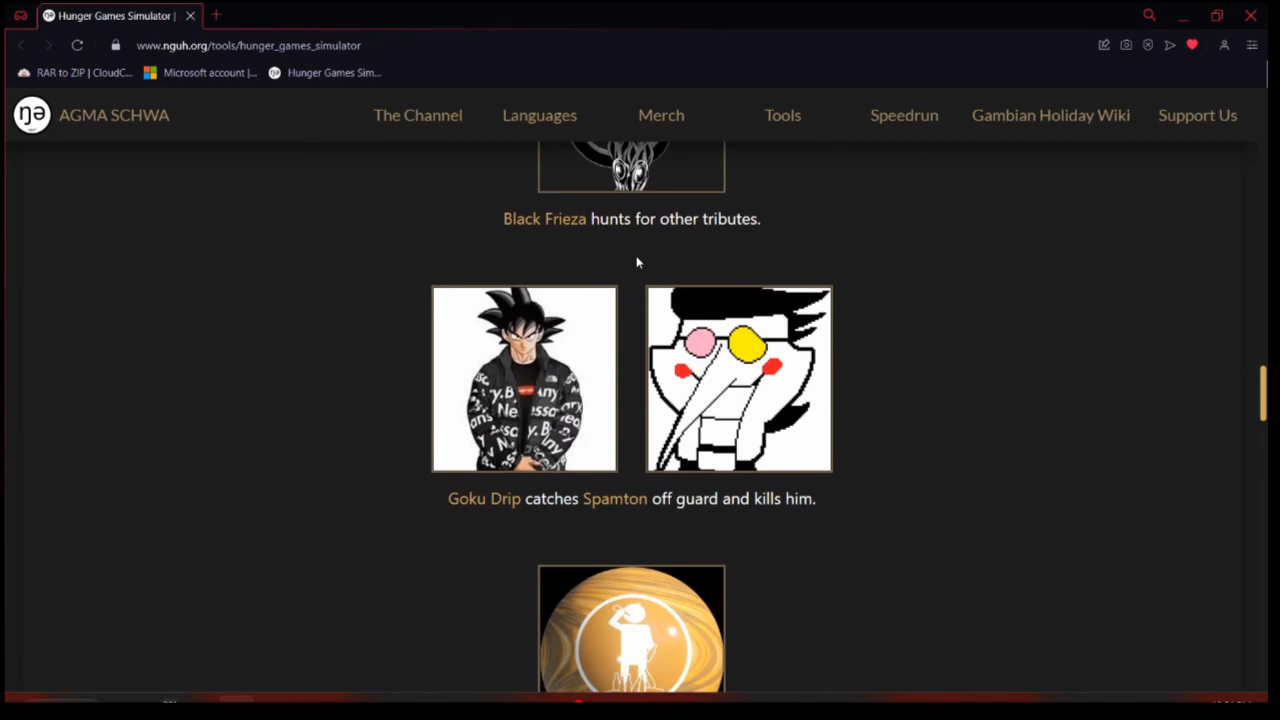 Hunger Games Simulator |
www.nguh.org/tools/hunger_games_simulator
RAR to ZIP | CloudC... Microsoft account |... Hunger Games Sim...
ŋə AGMA SCHWA The Channel Languages Merch Tools Speedrun Gambian Holiday Wiki Support Us
Black Frieza hunts for other tributes.
Goku Drip catches Spamton off guard and kills him.